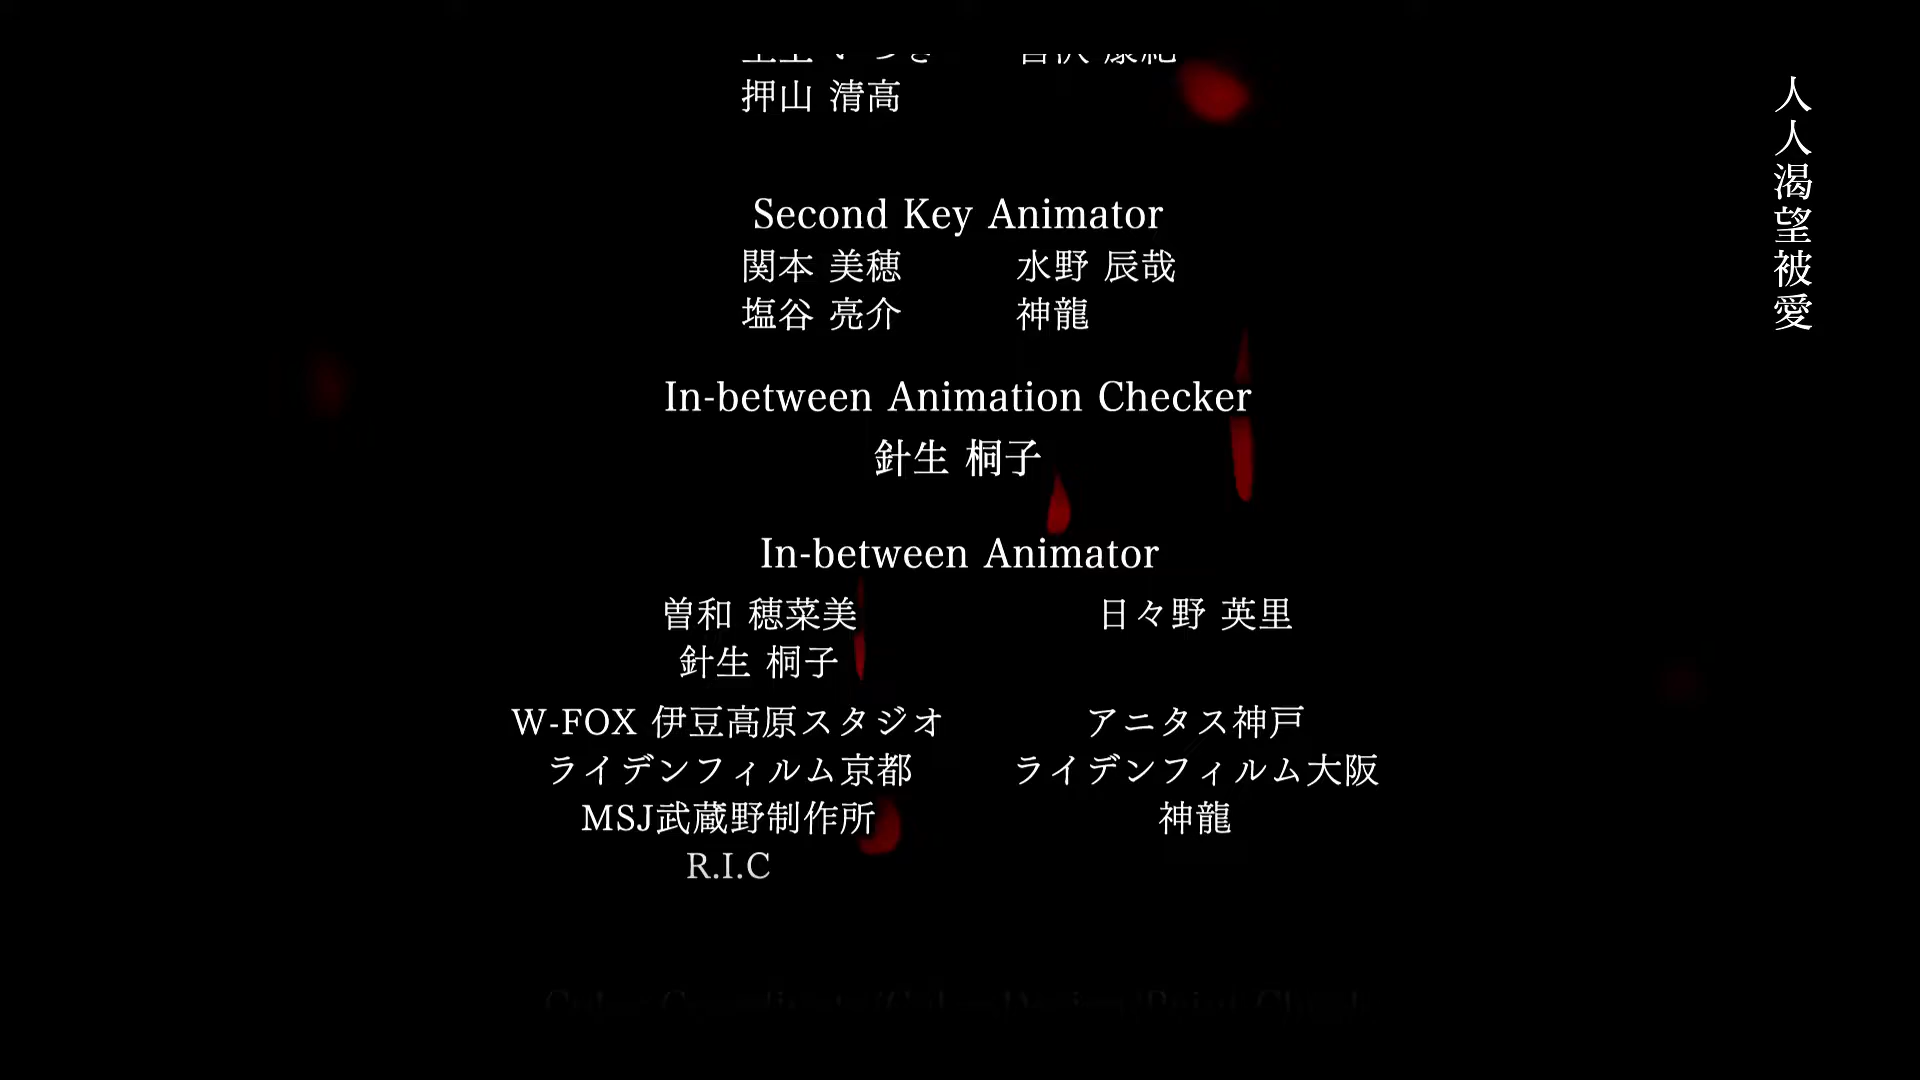 押山 清高
Second Key Animator
関本 美穂 水野 辰哉
塩谷 亮介 神龍
In-between Animation Checker
針生 桐子
In-between Animator
曽和 穂菜美 日々野 英里
針生 桐子
W-FOX 伊豆高原スタジオ アニタス神戸
ライデンフィルム京都 ライデンフィルム大阪
MSJ武蔵野制作所 神龍
R.I.C
人人渴望被愛